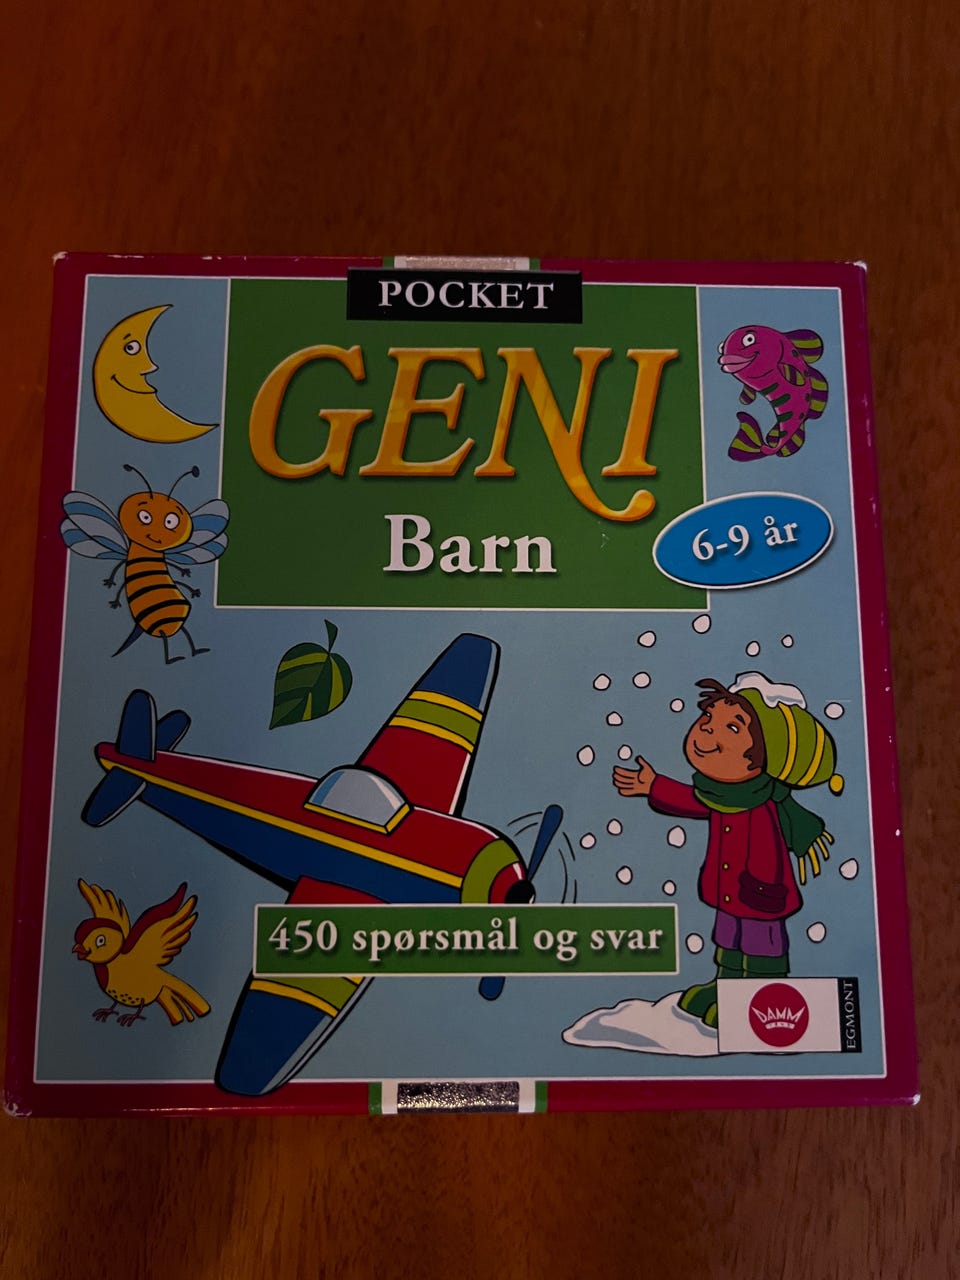 POCKET
GENI
Barn
6-9 år
450 spørsmål og svar
DAMM
EGMONT